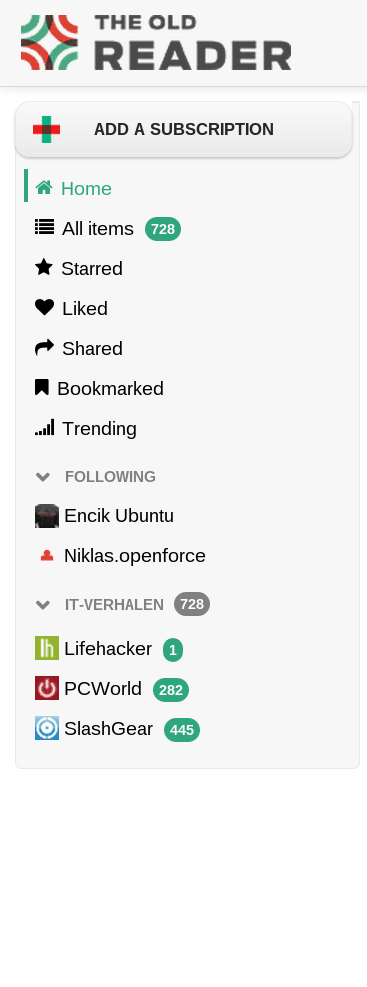 THE OLD
READER
ADD A SUBSCRIPTION
Home
All items 728
Starred
Liked
Shared
Bookmarked
Trending
FOLLOWING
Encik Ubuntu
Niklas.openforce
IT-VERHALEN 728
lh Lifehacker 1
PCWorld 282
SlashGear 445